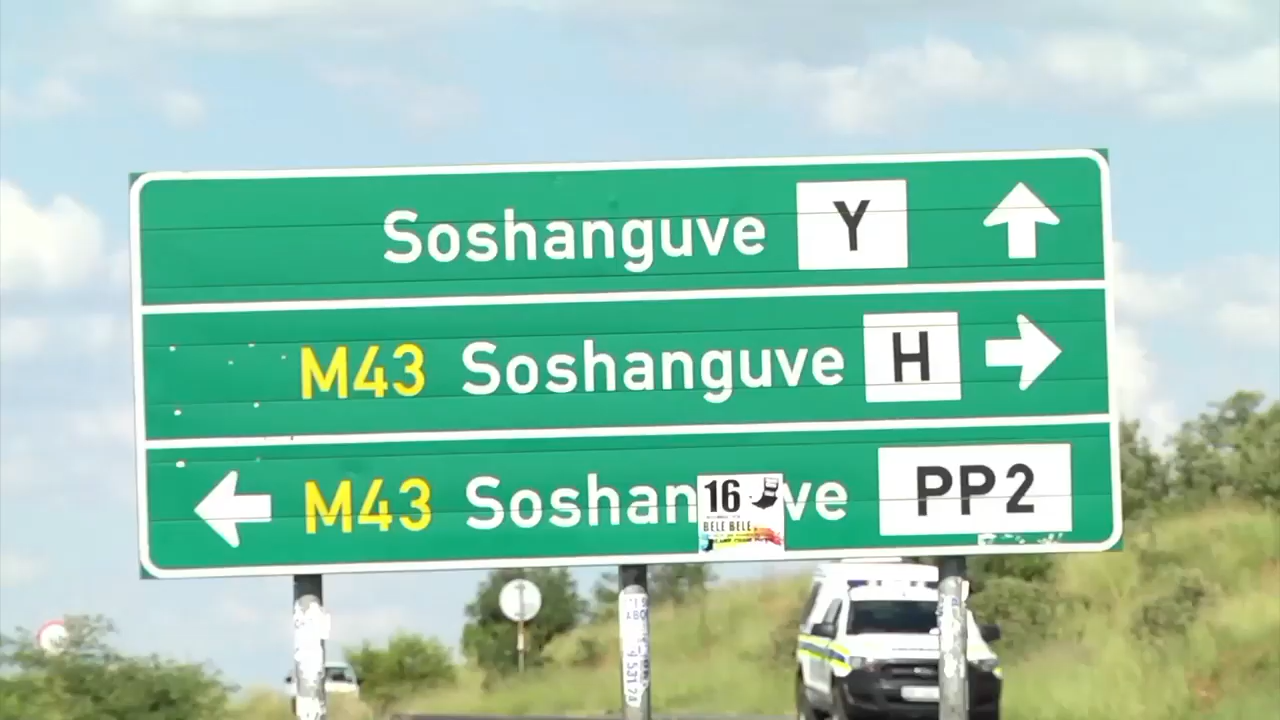 Soshanguve Y
M43 Soshanguve H
M43 Soshan ve PP2
16
BELE BELE